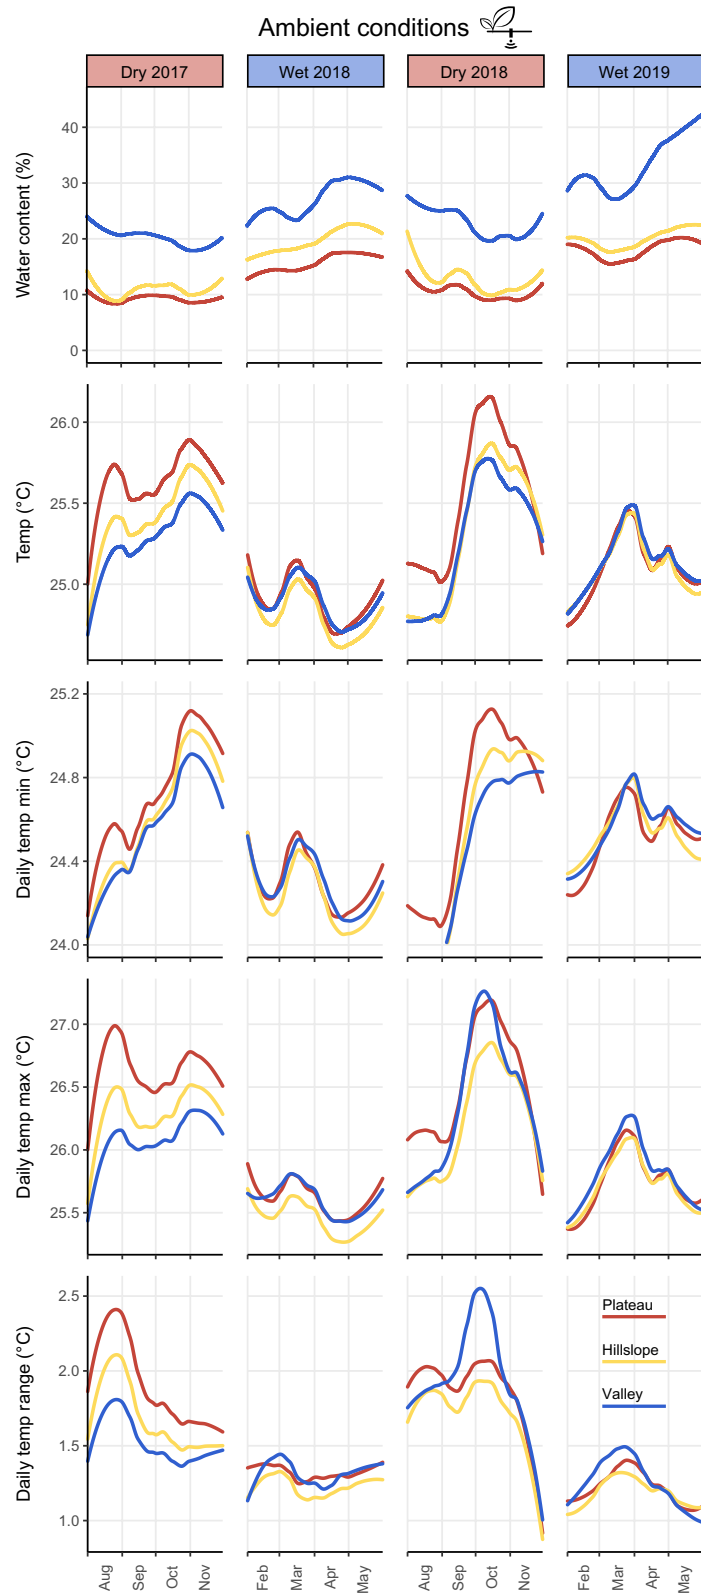 Ambient conditions
Dry 2017 Wet 2018 Dry 2018 Wet 2019
Water content (%)
40
30
20
10
0
Temp (°C)
26.0
25.5
25.0
Daily temp min (°C)
25.2
24.8
24.4
24.0
Daily temp max (°C)
27.0
26.5
26.0
25.5
Daily temp range (°C)
2.5
2.0
1.5
1.0
Plateau
Hillslope
Valley
Aug Sep Oct Nov Feb Mar Apr May Aug Sep Oct Nov Feb Mar Apr May